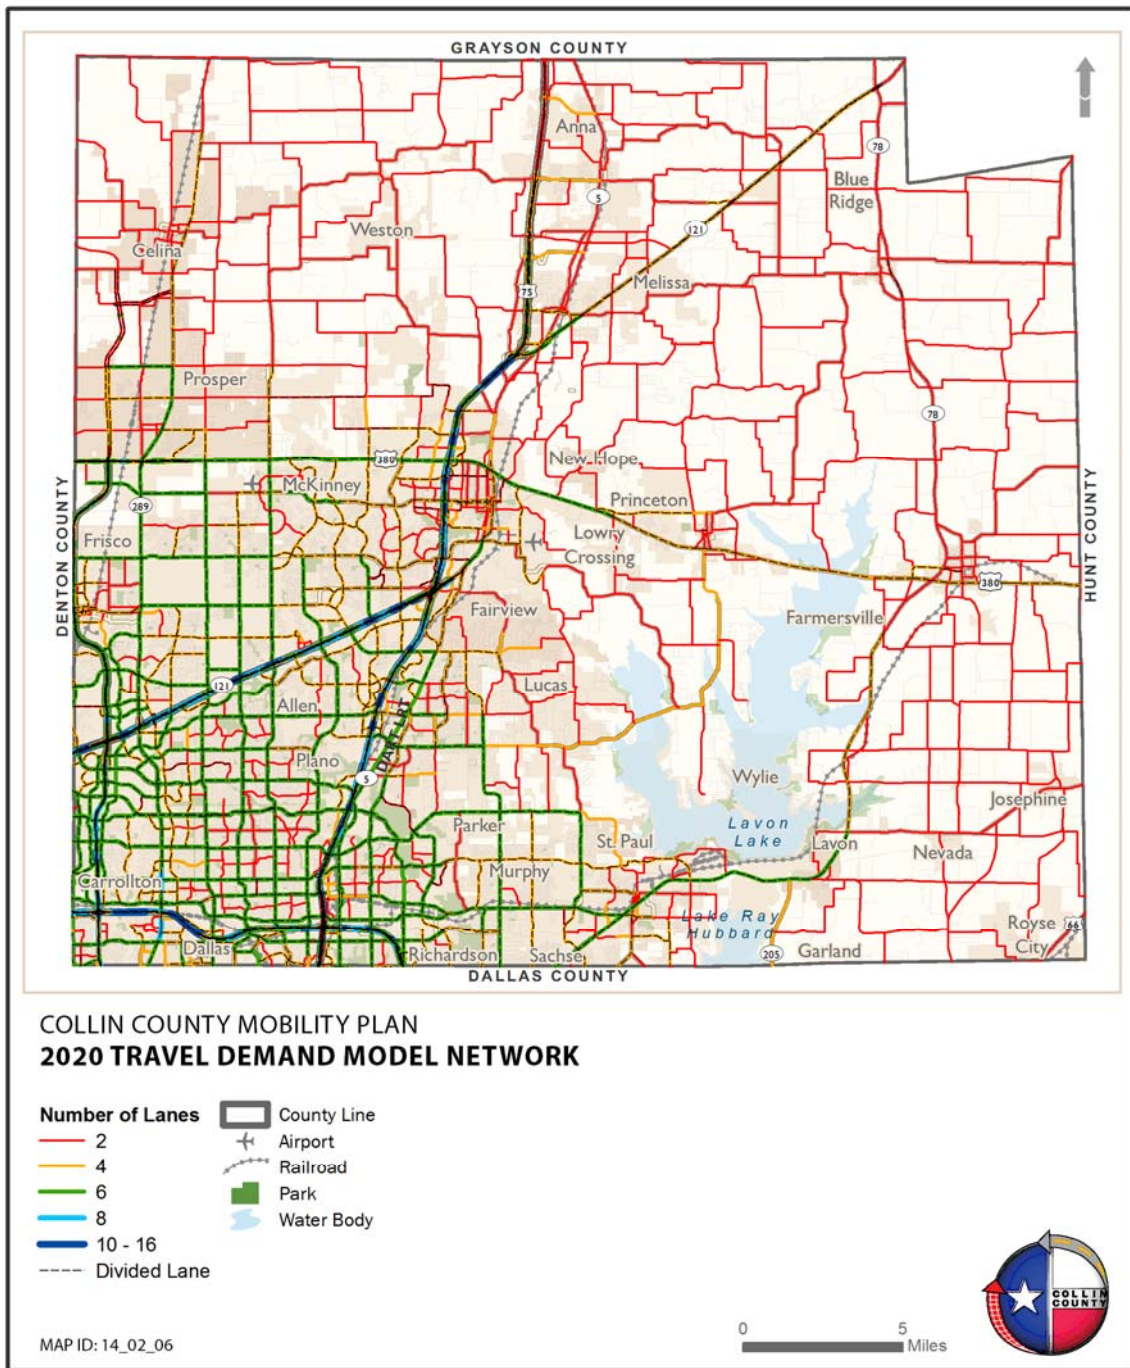 GRAYSON COUNTY
Anna
78
Blue
Ridge
5
Weston
121
Celina
Melissa
75
Prosper
78
380
New Hope
McKinney
Princeton
289
DENTON COUNTY
HUNT COUNTY
Frisco
Lowry
Crossing
380
Fairview
Farmersville
121
Lucas
Allen
DART LRT
Plano
5
Wylie
Josephine
Parker
Lavon
Lake
St. Paul
Lavon
Nevada
Murphy
Carrollton
Lake Ray
Hubbard
Royse
City
66
Dallas
Richardson
Sachse
205
Garland
DALLAS COUNTY
COLLIN COUNTY MOBILITY PLAN
2020 TRAVEL DEMAND MODEL NETWORK
Number of Lanes
2
4
6
8
10 - 16
Divided Lane
County Line
Airport
Railroad
Park
Water Body
MAP ID: 14_02_06
0 5
Miles
COLLIN
COUNTY